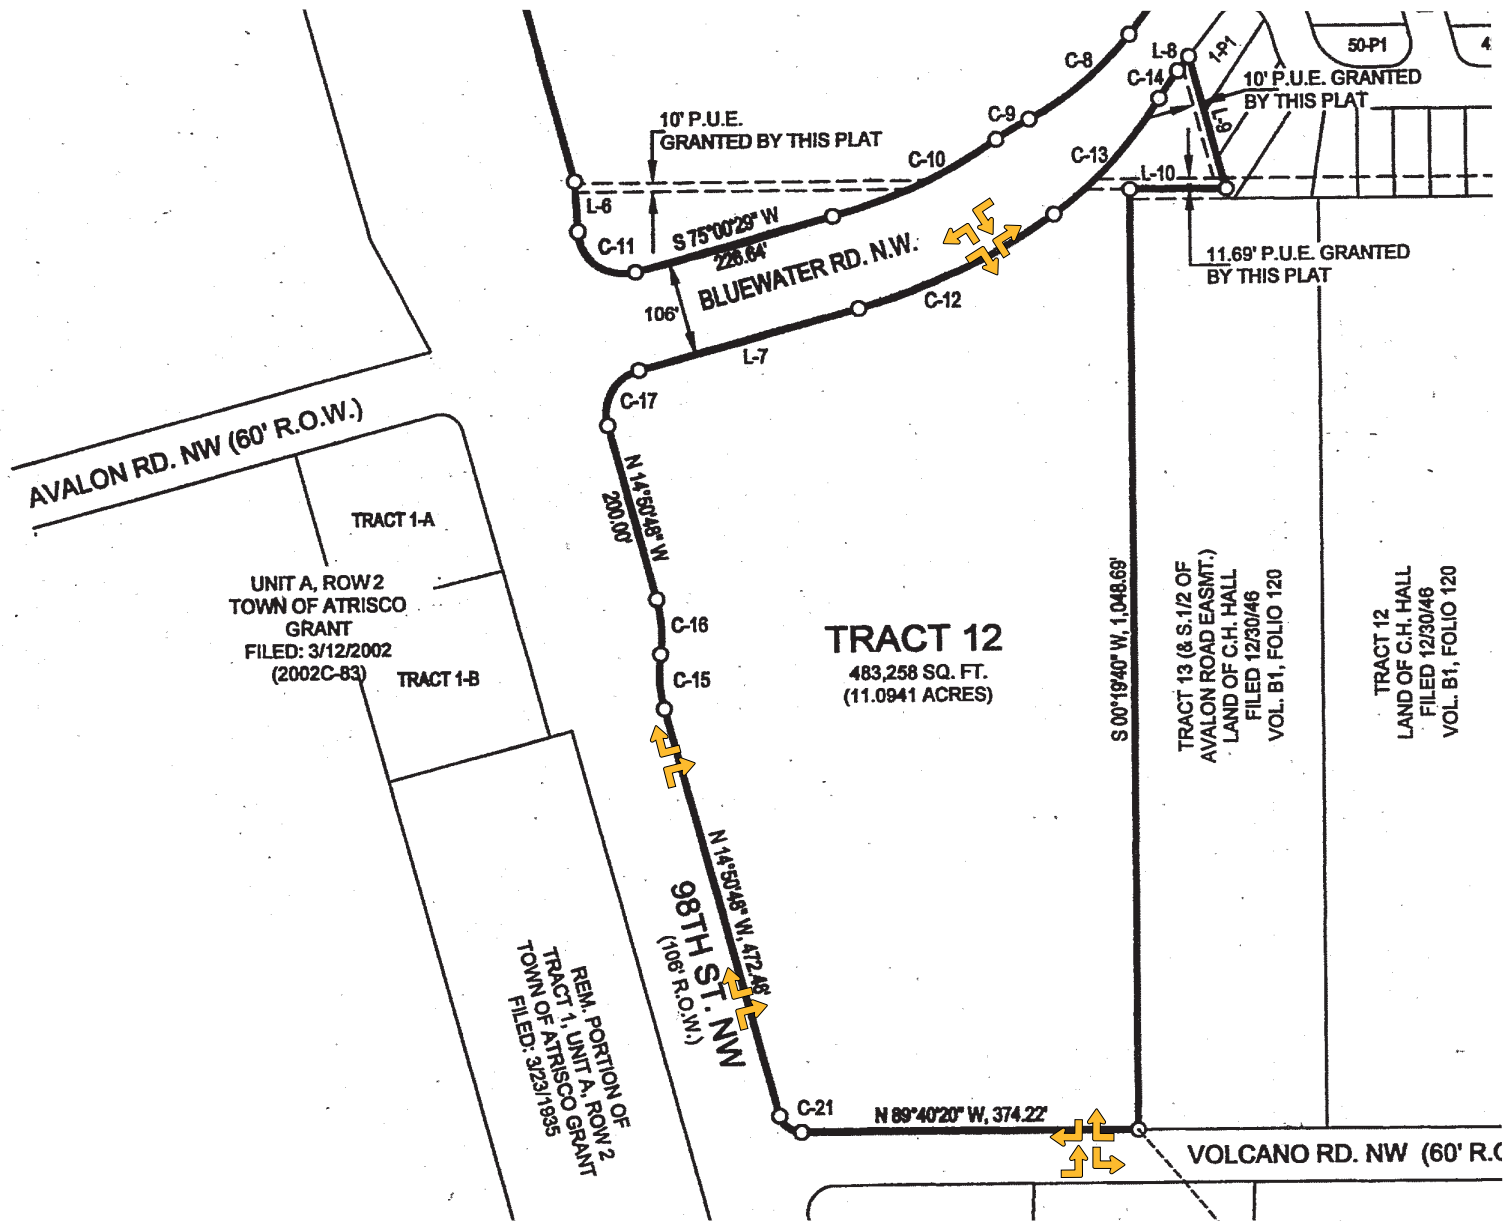 C-8
L-8
1-P1
50-P1
C-14
10' P.U.E. GRANTED
BY THIS PLAT
L-9
C-9
10' P.U.E.
GRANTED BY THIS PLAT
C-10
C-13
L-10
L-6
C-11
S 75°00'29" W
226.64'
BLUEWATER RD. N.W.
11.69' P.U.E. GRANTED
BY THIS PLAT
106'
C-12
L-7
C-17
AVALON RD. NW (60' R.O.W.)
N 14°50'48" W
200.00'
TRACT 1-A
UNIT A, ROW 2
TOWN OF ATRISCO
GRANT
FILED: 3/12/2002
(2002C-83)
TRACT 1-B
C-16
C-15
TRACT 12
483,258 SQ. FT.
(11.0941 ACRES)
S 00°19'40" W, 1,048.69'
TRACT 13 (& S.1/2 OF
AVALON ROAD EASMT.)
LAND OF C.H. HALL
FILED 12/30/46
VOL. B1, FOLIO 120
TRACT 12
LAND OF C.H. HALL
FILED 12/30/46
VOL. B1, FOLIO 120
N 14°50'48" W, 472.46'
98TH ST. NW
(106' R.O.W.)
REM. PORTION OF
TRACT 1, UNIT A, ROW 2
TOWN OF ATRISCO GRANT
FILED: 3/23/1935
C-21
N 89°40'20" W, 374.22'
VOLCANO RD. NW (60' R.O